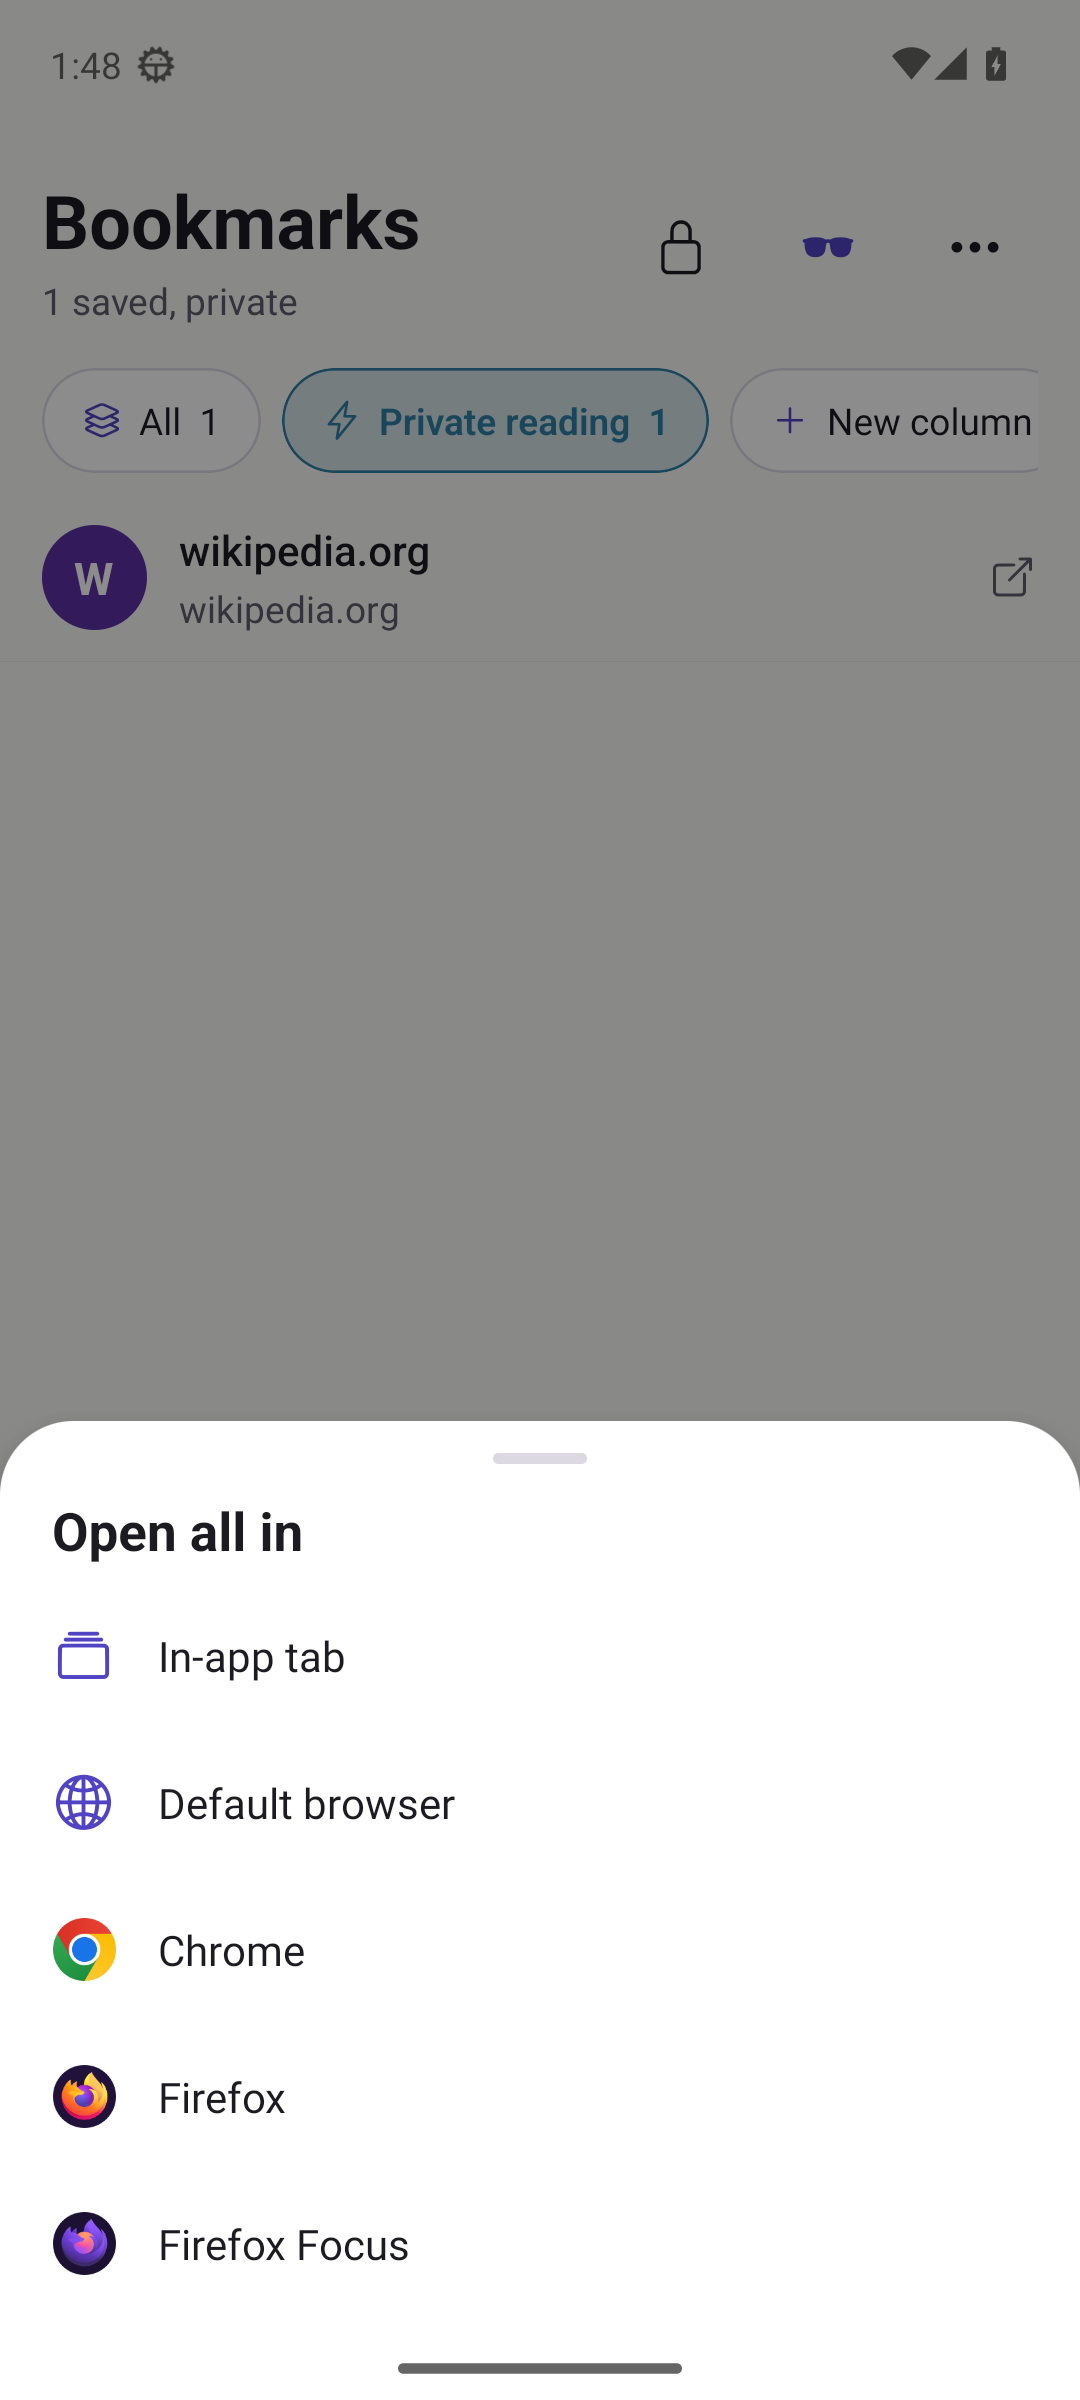 1:48
Bookmarks
1 saved, private
All 1
Private reading 1
New column
W
wikipedia.org
wikipedia.org
Open all in
In-app tab
Default browser
Chrome
Firefox
Firefox Focus